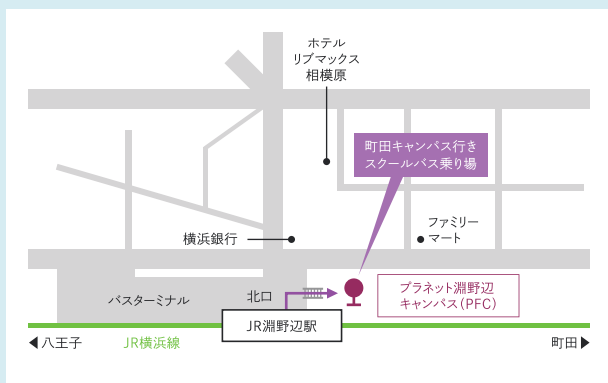 ホテル
リブマックス
相模原
町田キャンパス行き
スクールバス乗り場
横浜銀行
ファミリー
マート
バスターミナル
北口
プラネット淵野辺
キャンパス(PFC)
JR淵野辺駅
八王子
JR横浜線
町田